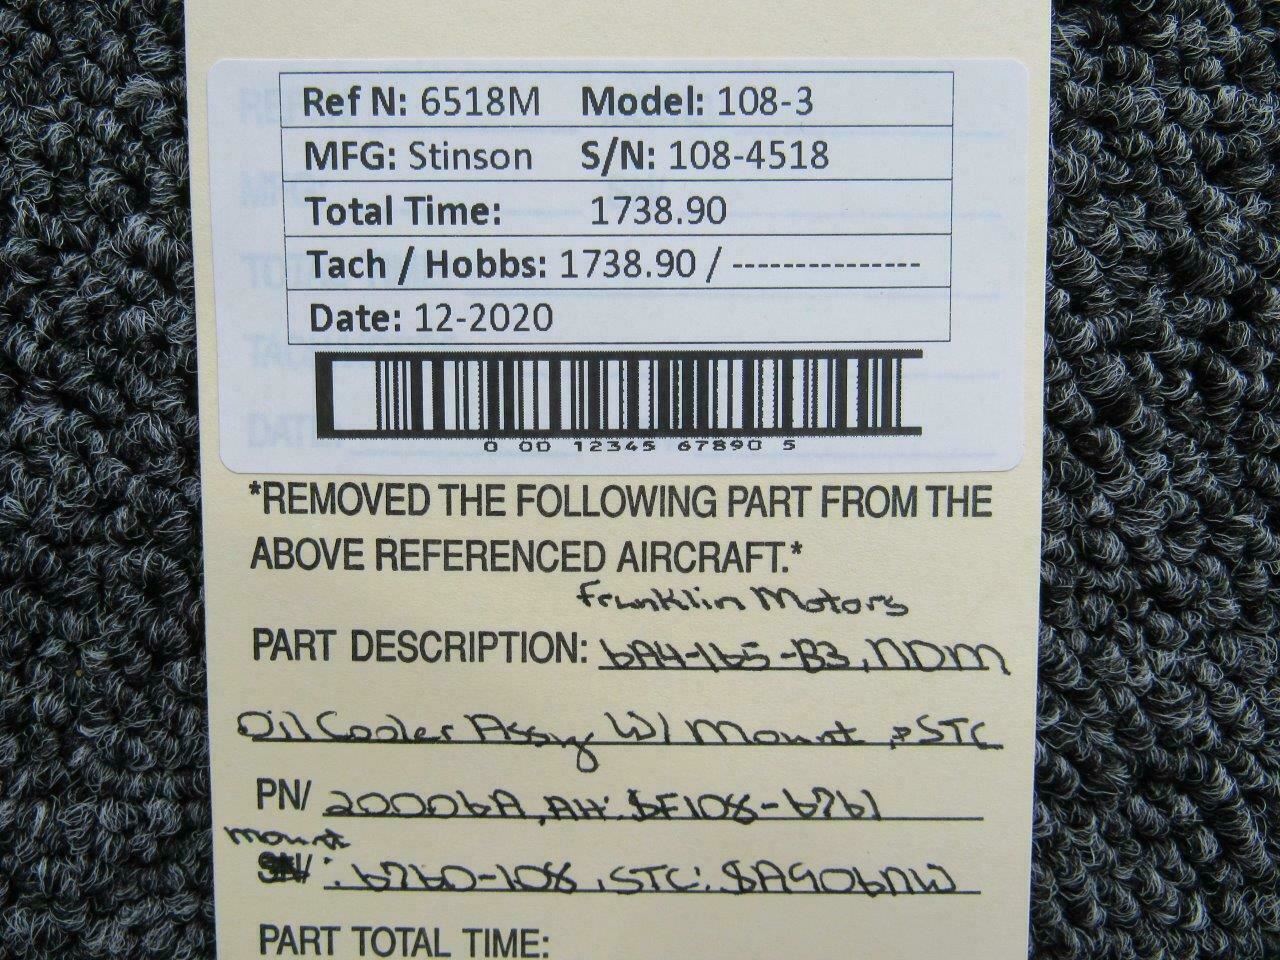 Ref N: 6518M Model: 108-3
MFG: Stinson S/N: 108-4518
Total Time: 1738.90
Tach / Hobbs: 1738.90 / ---------------
Date: 12-2020
0 00 12345 67890 5
*REMOVED THE FOLLOWING PART FROM THE
ABOVE REFERENCED AIRCRAFT.*
Franklin Motors
PART DESCRIPTION: 6A4-165-B3, NDM
Oil Cooler Assy W/ Mount, & STC
PN/ 20006A, Alt: SF108-6761
mount
SN/ : 6760-108, STC: SA906NW
PART TOTAL TIME: